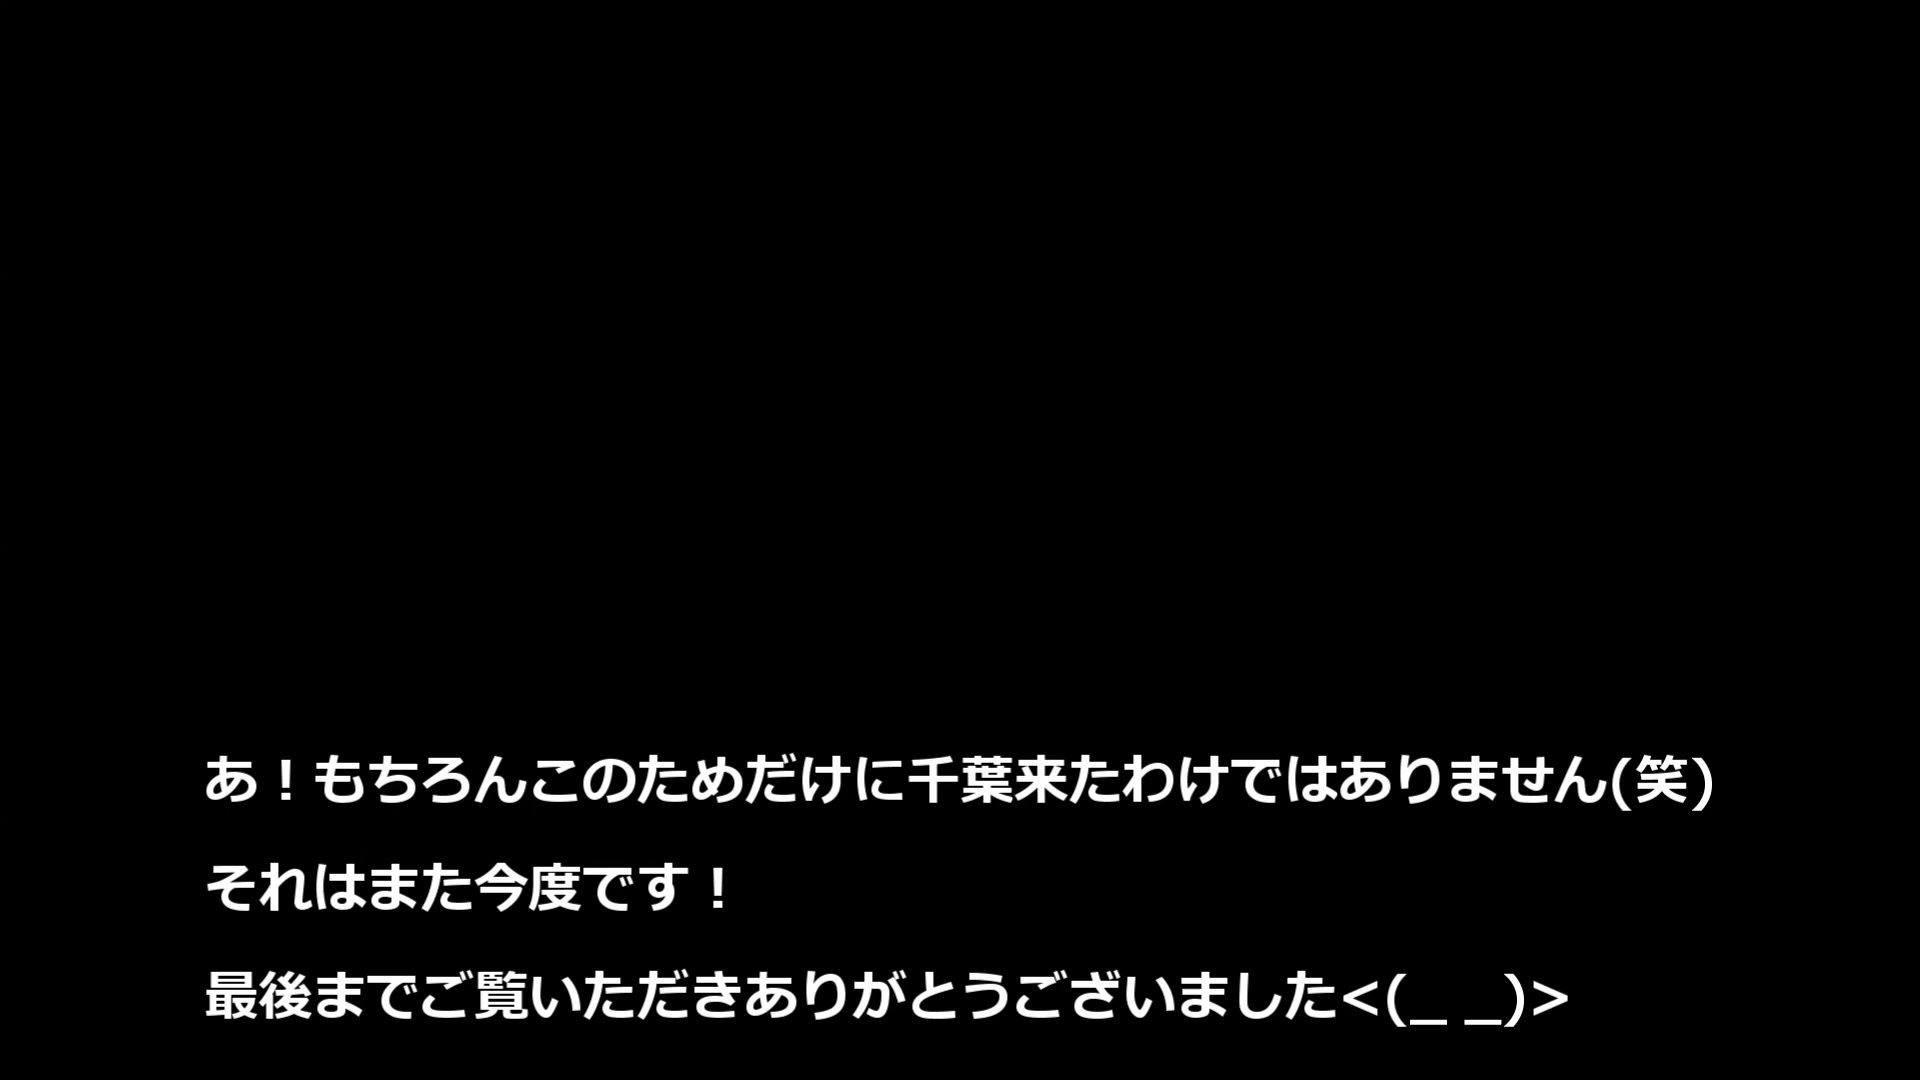 あ！もちろんこのためだけに千葉来たわけではありません(笑)
それはまた今度です！
最後までご覧いただきありがとうございました<(_ _)>